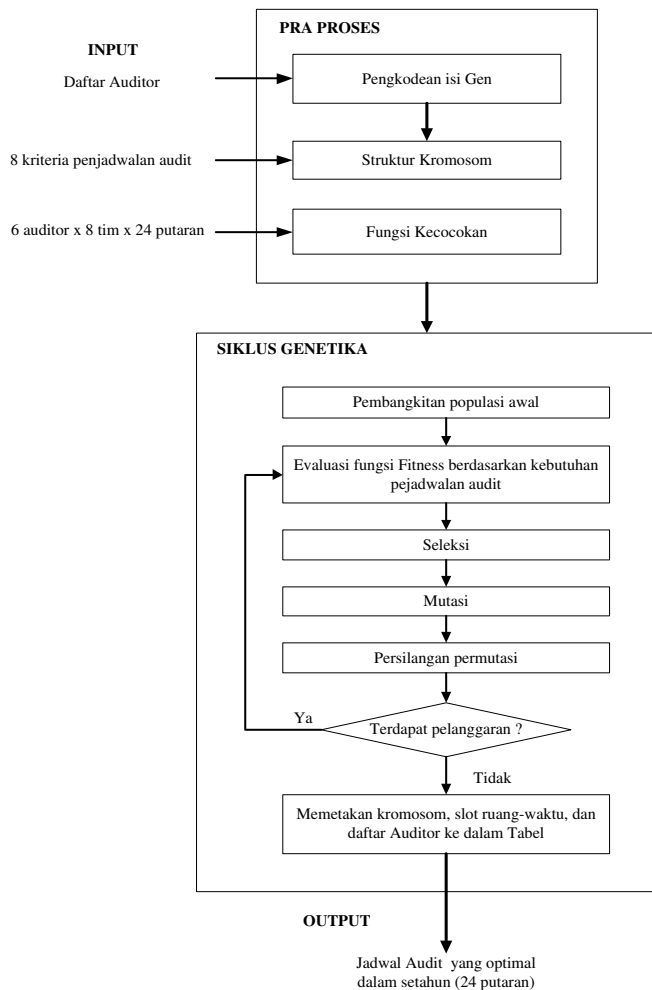 PRA PROSES
INPUT
Daftar Auditor
Pengkodean isi Gen
8 kriteria penjadwalan audit
Struktur Kromosom
6 auditor x 8 tim x 24 putaran
Fungsi Kecocokan
SIKLUS GENETIKA
Pembangkitan populasi awal
Evaluasi fungsi Fitness berdasarkan kebutuhan
pejadwalan audit
Seleksi
Mutasi
Persilangan permutasi
Ya
Terdapat pelanggaran ?
Tidak
Memetakan kromosom, slot ruang-waktu, dan
daftar Auditor ke dalam Tabel
OUTPUT
Jadwal Audit yang optimal
dalam setahun (24 putaran)